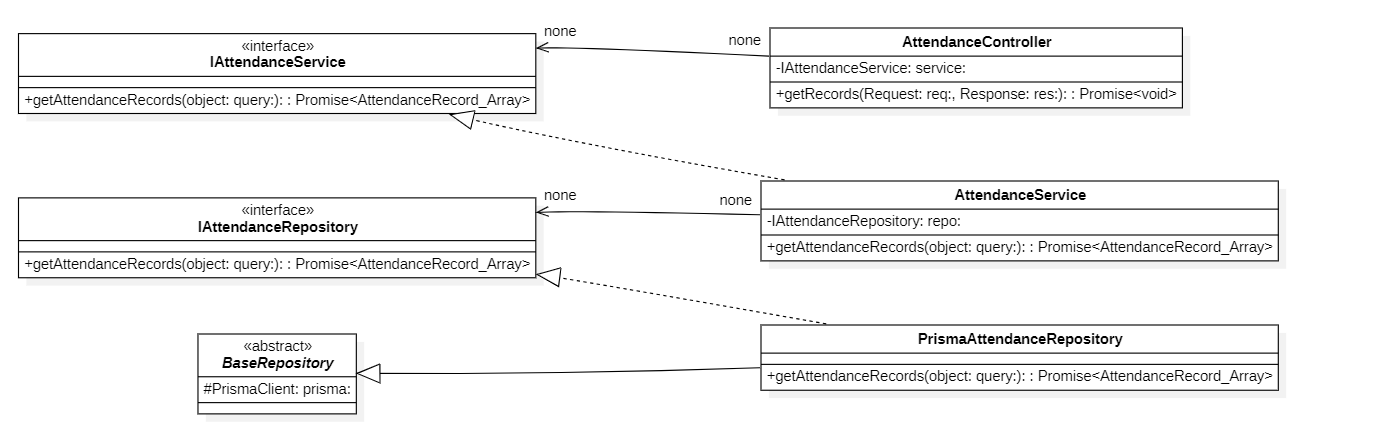 «interface»
IAttendanceService
+getAttendanceRecords(object: query:): : Promise<AttendanceRecord_Array>
none
none
AttendanceController
-IAttendanceService: service:
+getRecords(Request: req:, Response: res:): : Promise<void>
«interface»
IAttendanceRepository
+getAttendanceRecords(object: query:): : Promise<AttendanceRecord_Array>
none
none
AttendanceService
-IAttendanceRepository: repo:
+getAttendanceRecords(object: query:): : Promise<AttendanceRecord_Array>
«abstract»
BaseRepository
#PrismaClient: prisma:
PrismaAttendanceRepository
+getAttendanceRecords(object: query:): : Promise<AttendanceRecord_Array>